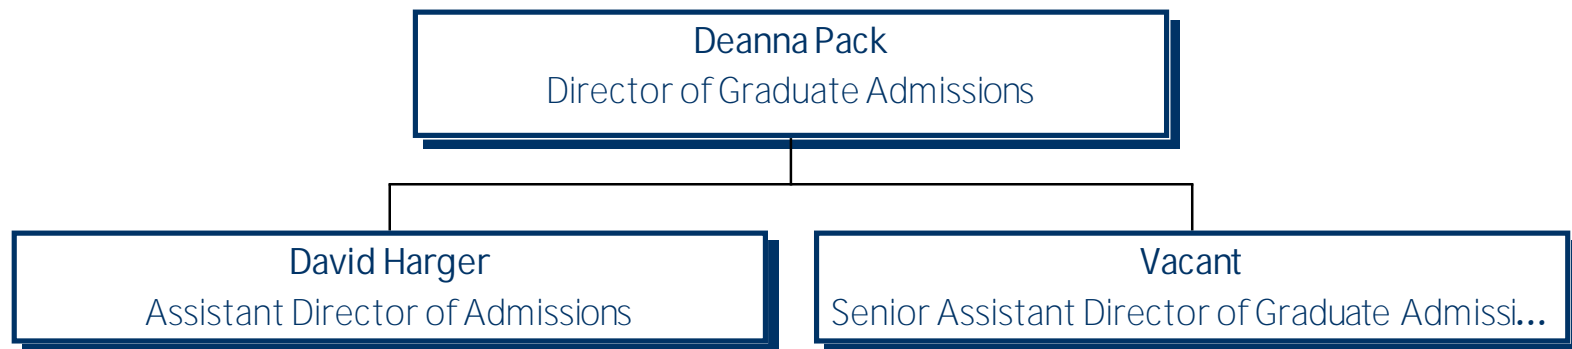 Deanna Pack
Director of Graduate Admissions
David Harger
Assistant Director of Admissions
Vacant
Senior Assistant Director of Graduate Admissi...